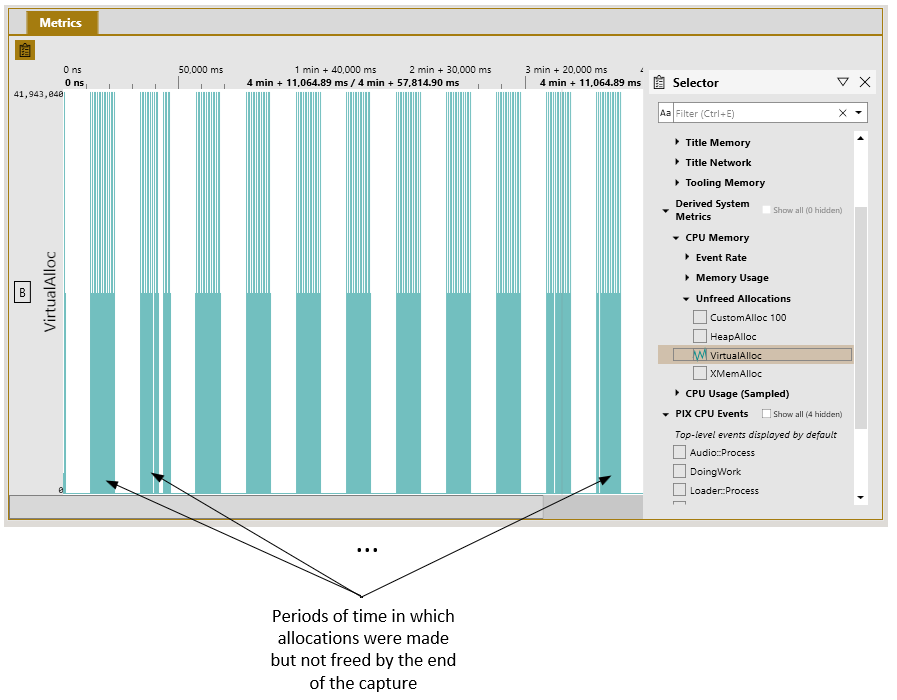 Metrics
0 ns 50,000 ms 1 min + 40,000 ms 2 min + 30,000 ms 3 min + 20,000 ms 4
0 ns 4 min + 11,064.89 ms / 4 min + 57,814.90 ms 4 min + 11,064.89 ms
41,943,040
B
VirtualAlloc
0
Selector
Aa Filter (Ctrl+E)
Title Memory
Title Network
Tooling Memory
Derived System
Metrics
Show all (0 hidden)
CPU Memory
Event Rate
Memory Usage
Unfreed Allocations
CustomAlloc 100
HeapAlloc
VirtualAlloc
XMemAlloc
CPU Usage (Sampled)
PIX CPU Events Show all (4 hidden)
Top-level events displayed by default
Audio::Process
DoingWork
Loader::Process
...
Periods of time in which
allocations were made
but not freed by the end
of the capture